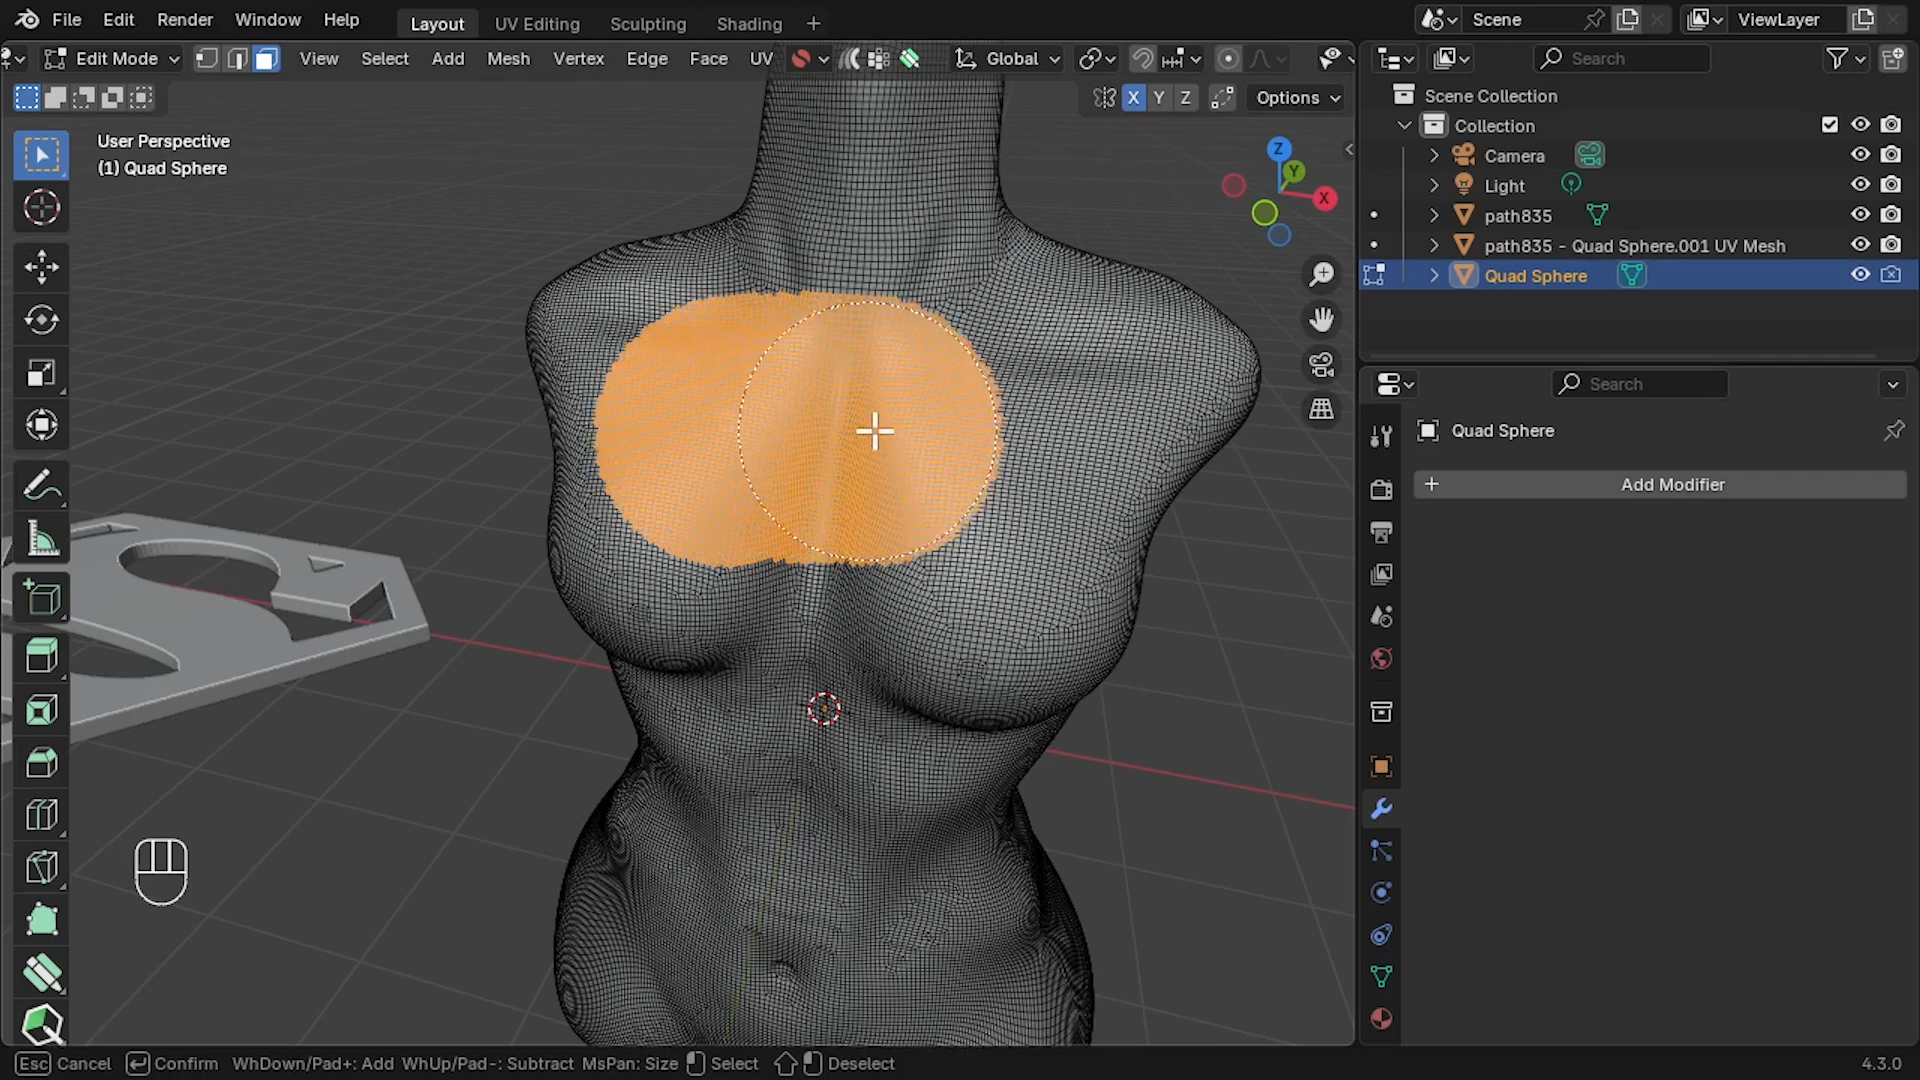 File Edit Render Window Help Layout UV Editing Sculpting Shading + Scene ViewLayer
Edit Mode View Select Add Mesh Vertex Edge Face UV Global Search
X Y Z Options
User Perspective
(1) Quad Sphere
Z
Y
X
Scene Collection
Collection
Camera
Light
path835
path835 - Quad Sphere.001 UV Mesh
Quad Sphere
Search
Quad Sphere
+ Add Modifier
Esc Cancel Confirm WhDown/Pad+: Add WhUp/Pad-: Subtract MsPan: Size Select Deselect 4.3.0